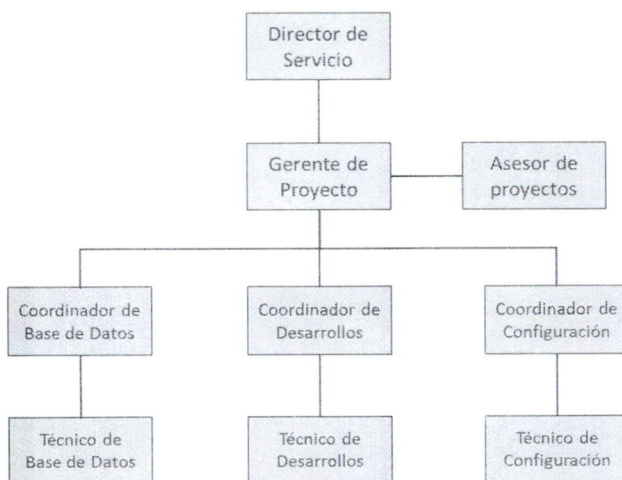 Director de
Servicio
Gerente de
Proyecto
Asesor de
proyectos
Coordinador de
Base de Datos
Coordinador de
Desarrollos
Coordinador de
Configuración
Técnico de
Base de Datos
Técnico de
Desarrollos
Técnico de
Configuración